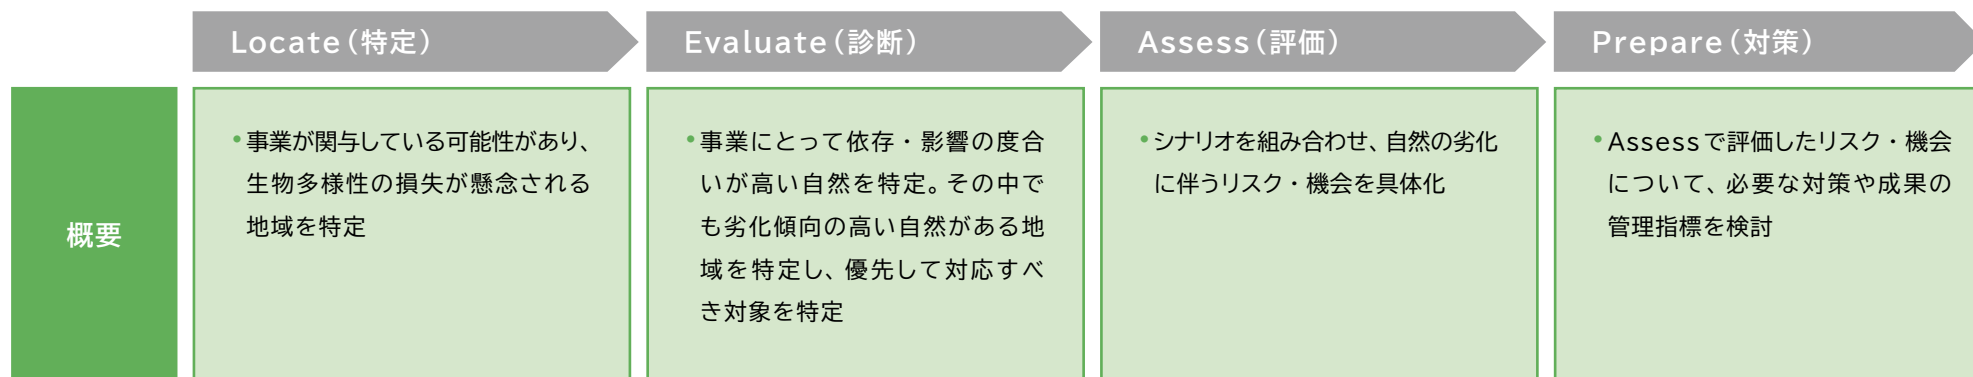 Locate（特定）
Evaluate（診断）
Assess（評価）
Prepare（対策）
概要
•事業が関与している可能性があり、
生物多様性の損失が懸念される
地域を特定
•事業にとって依存・影響の度合
いが高い自然を特定。その中で
も劣化傾向の高い自然がある地
域を特定し、優先して対応すべ
き対象を特定
•シナリオを組み合わせ、自然の劣化
に伴うリスク・機会を具体化
•Assessで評価したリスク・機会
について、必要な対策や成果の
管理指標を検討